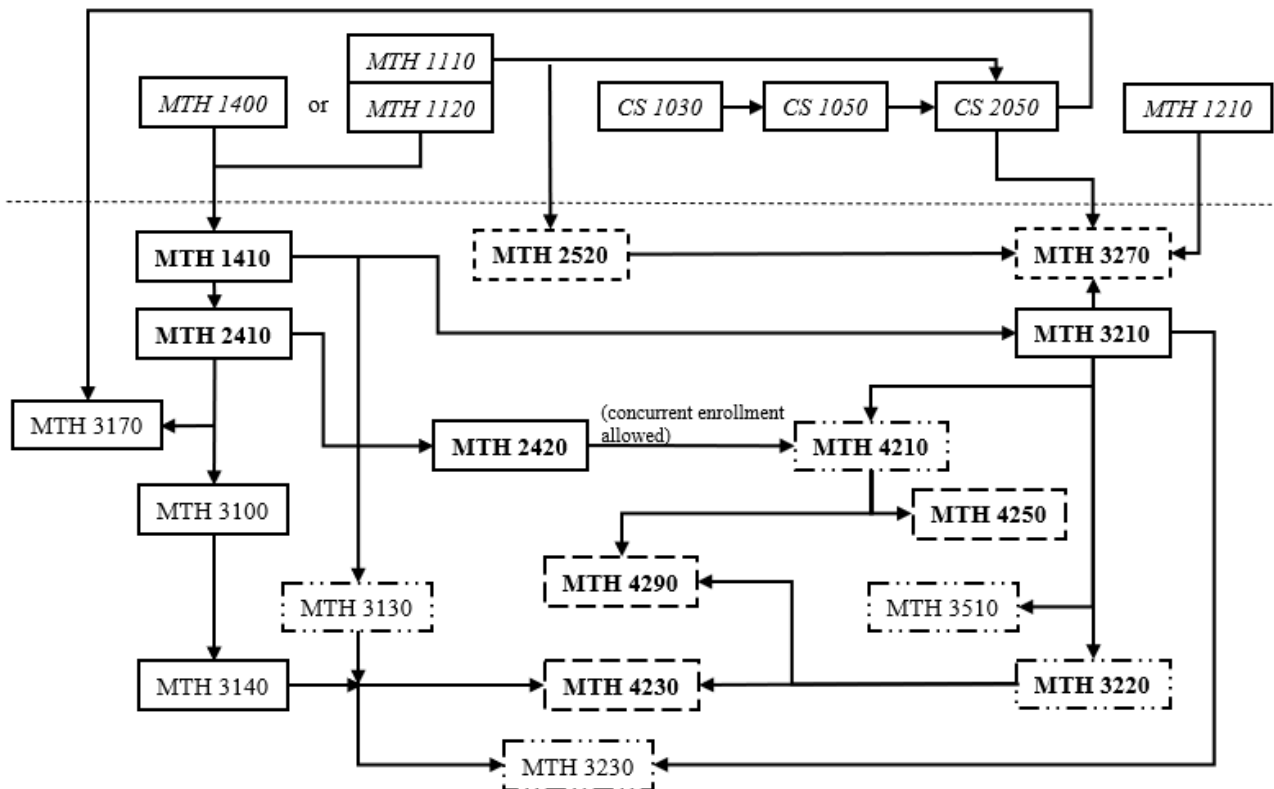 MTH 1110
MTH 1400
or
MTH 1120
CS 1030
CS 1050
CS 2050
MTH 1210
MTH 1410
MTH 2520
MTH 3270
MTH 2410
MTH 3210
MTH 3170
(concurrent enrollment
allowed)
MTH 2420
MTH 4210
MTH 3100
MTH 4250
MTH 4290
MTH 3130
MTH 3510
MTH 3140
MTH 4230
MTH 3220
MTH 3230